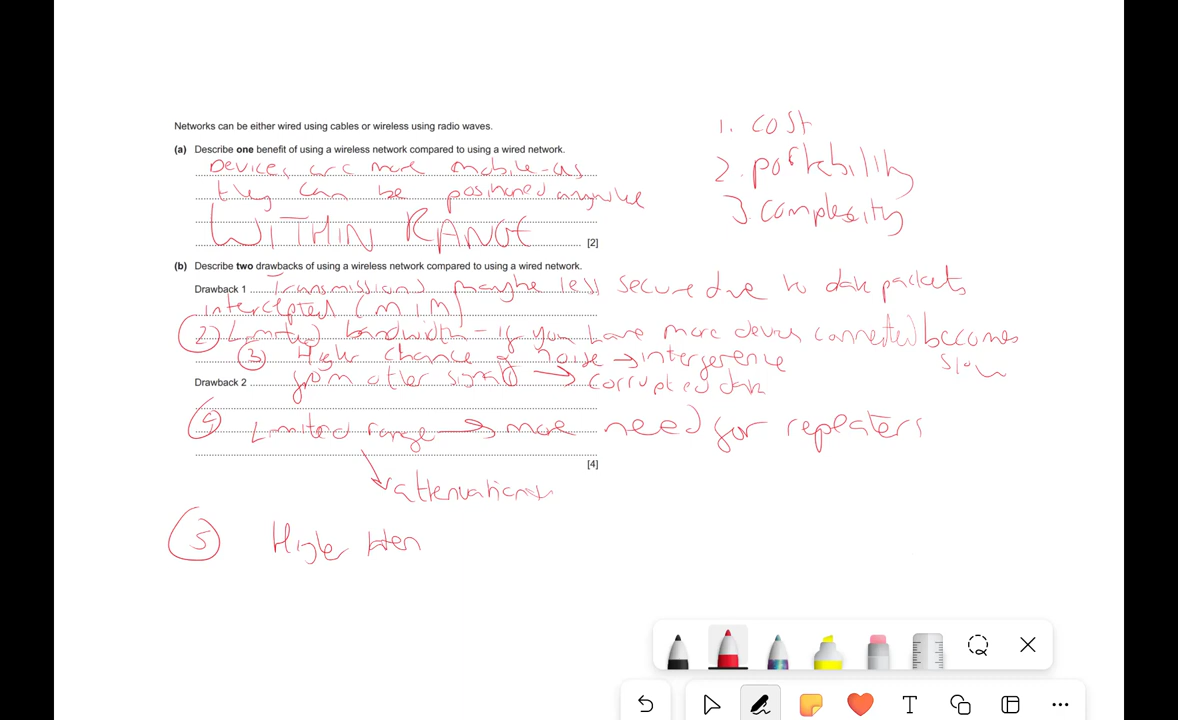 Networks can be either wired using cables or wireless using radio waves.
1. cost
2. portability
3. complexity
(a) Describe one benefit of using a wireless network compared to using a wired network.
Devices are more mobile as
they can be positioned anywhere
WITHIN RANGE
[2]
(b) Describe two drawbacks of using a wireless network compared to using a wired network.
Drawback 1 Transmissions maybe less secure due to data packets
intercepted (MIM)
2) Limited bandwidth - if you have more devices connected becomes
slow
3 Higher chance of noise → interference
Drawback 2 from other signals → corrupted data
4 Limited range → more need for repeaters
[4]
→ attenuation
5 Higher